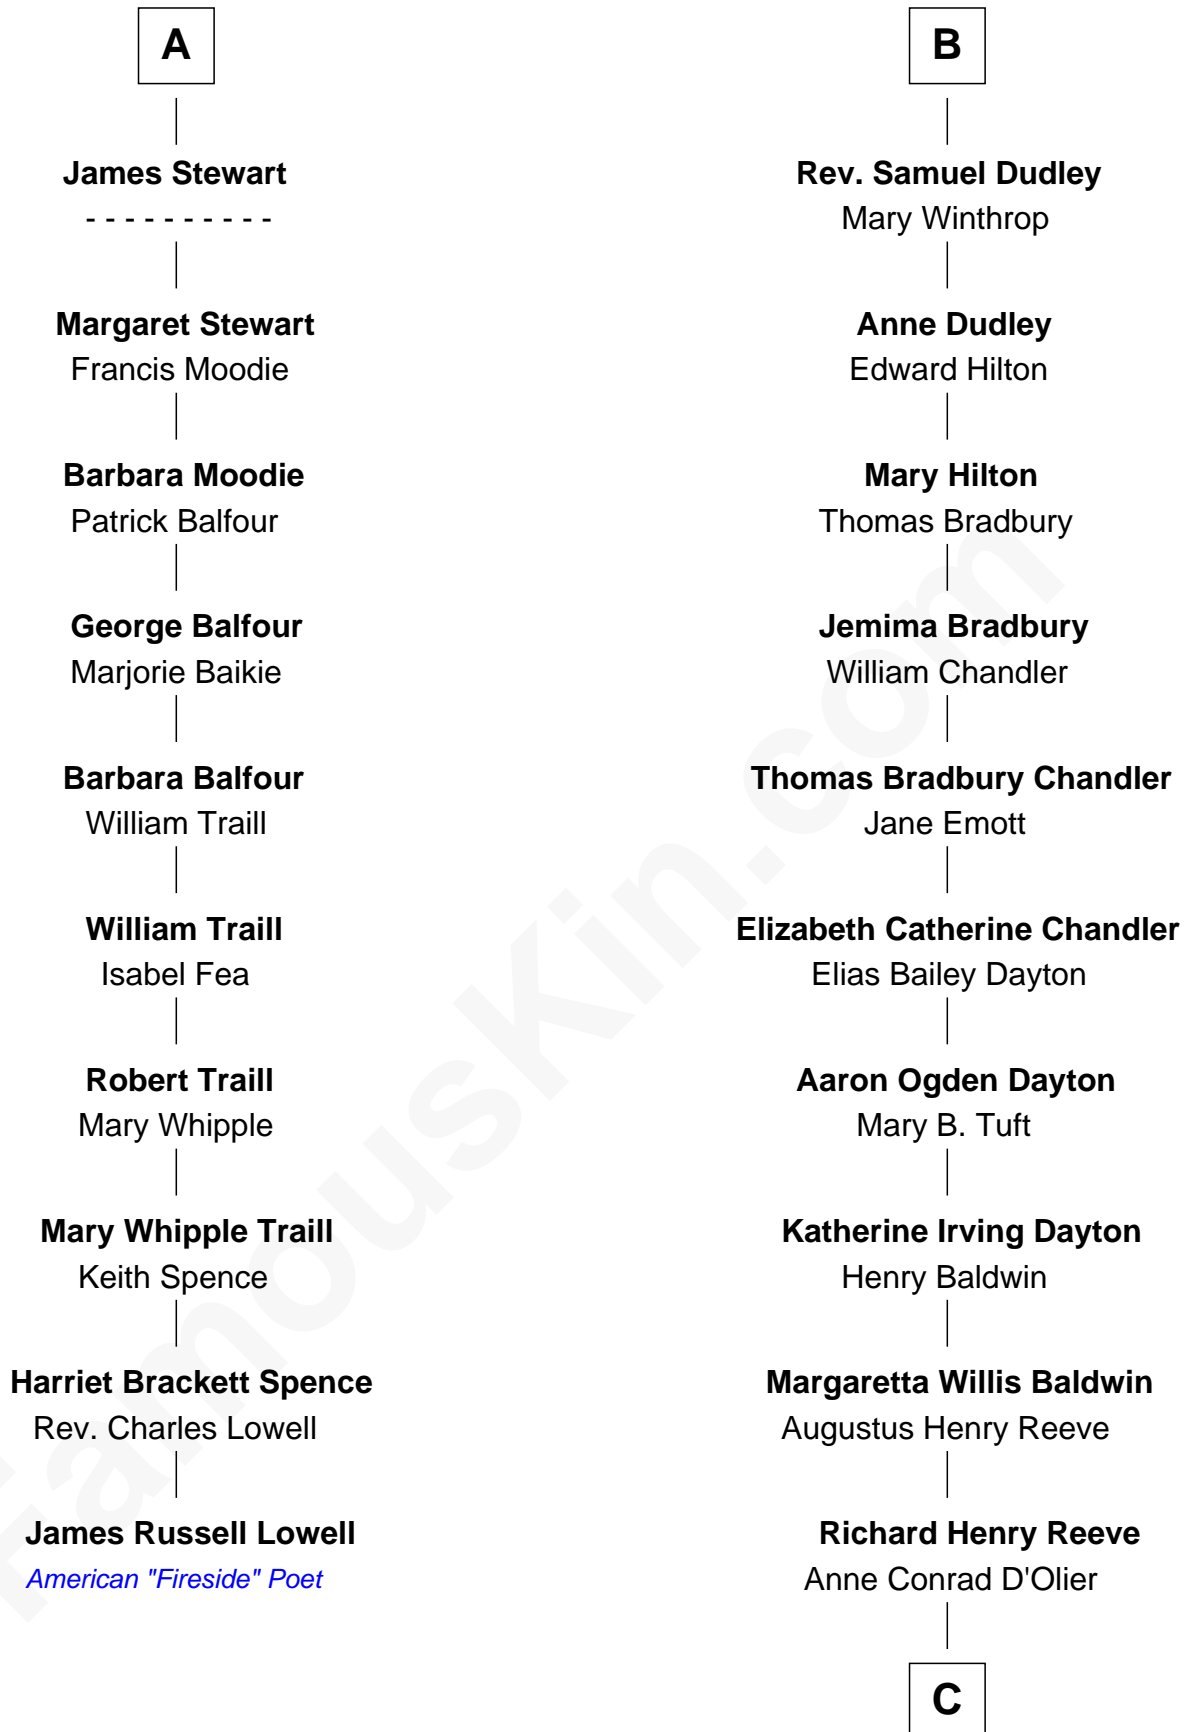 A
James Stewart
- - - - - - - - - -
Margaret Stewart
Francis Moodie
Barbara Moodie
Patrick Balfour
George Balfour
Marjorie Baikie
Barbara Balfour
William Traill
William Traill
Isabel Fea
Robert Traill
Mary Whipple
Mary Whipple Traill
Keith Spence
Harriet Brackett Spence
Rev. Charles Lowell
James Russell Lowell
American "Fireside" Poet
B
Rev. Samuel Dudley
Mary Winthrop
Anne Dudley
Edward Hilton
Mary Hilton
Thomas Bradbury
Jemima Bradbury
William Chandler
Thomas Bradbury Chandler
Jane Emott
Elizabeth Catherine Chandler
Elias Bailey Dayton
Aaron Ogden Dayton
Mary B. Tuft
Katherine Irving Dayton
Henry Baldwin
Margaretta Willis Baldwin
Augustus Henry Reeve
Richard Henry Reeve
Anne Conrad D'Olier
C
FamousKin.com